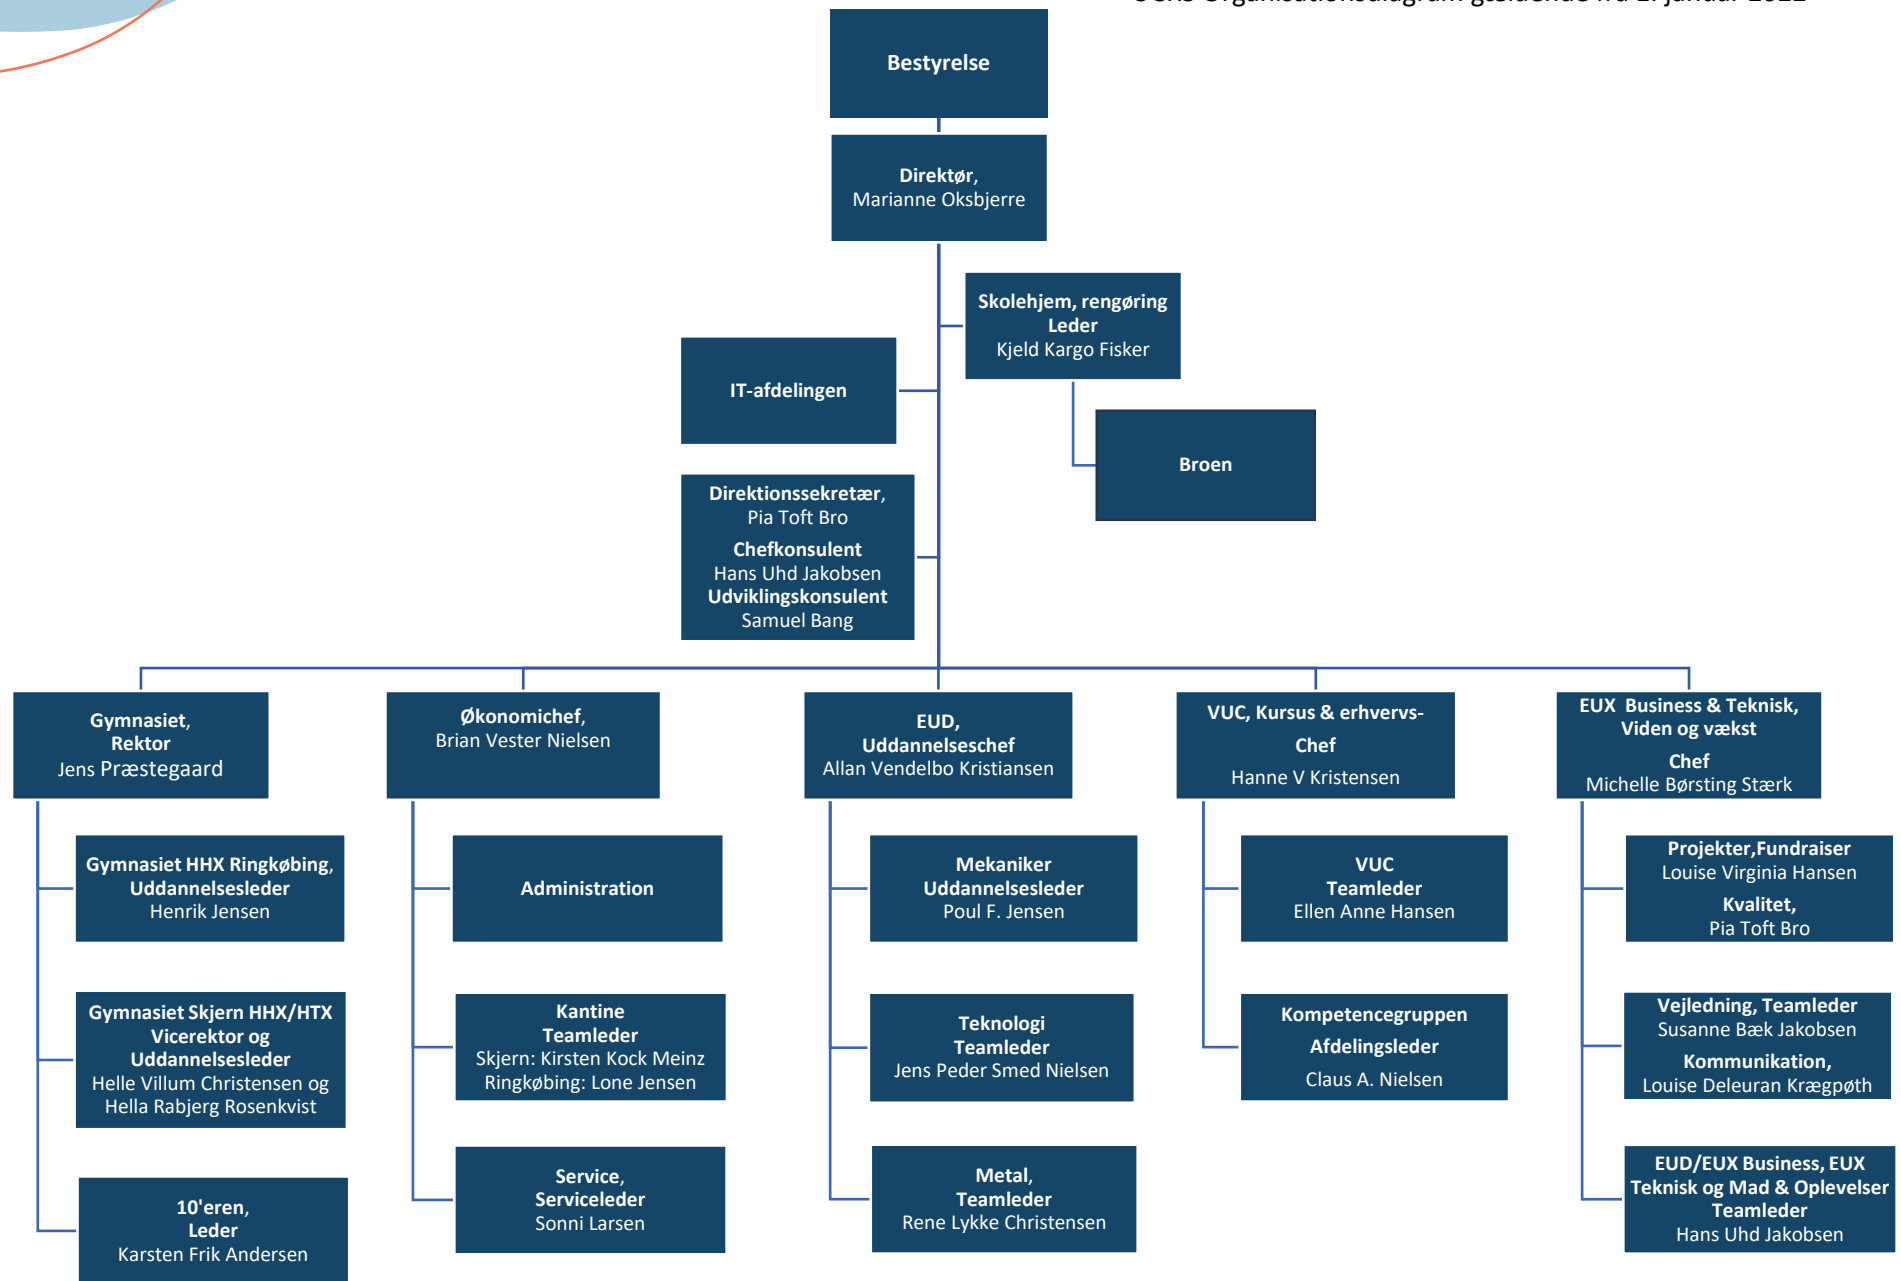 Organisationsdiagram gældende fra 1. januar 2022
Bestyrelse
Direktør,
Marianne Oksbjerre
Skolehjem, rengøring
Leder
Kjeld Kargo Fisker
IT-afdelingen
Broen
Direktionssekretær,
Pia Toft Bro
Chefkonsulent
Hans Uhd Jakobsen
Udviklingskonsulent
Samuel Bang
Gymnasiet,
Rektor
Jens Præstegaard
Gymnasiet HHX Ringkøbing,
Uddannelsesleder
Henrik Jensen
Gymnasiet Skjern HHX/HTX
Vicerektor og
Uddannelsesleder
Helle Villum Christensen og
Hella Rabjerg Rosenkvist
10'eren,
Leder
Karsten Frik Andersen
Økonomichef,
Brian Vester Nielsen
Administration
Kantine
Teamleder
Skjern: Kirsten Kock Meinz
Ringkøbing: Lone Jensen
Service,
Serviceleder
Sonni Larsen
EUD,
Uddannelseschef
Allan Vendelbo Kristiansen
Mekaniker
Uddannelsesleder
Poul F. Jensen
Teknologi
Teamleder
Jens Peder Smed Nielsen
Metal,
Teamleder
Rene Lykke Christensen
VUC, Kursus & erhvervs-
Chef
Hanne V Kristensen
VUC
Teamleder
Ellen Anne Hansen
Kompetencegruppen
Afdelingsleder
Claus A. Nielsen
EUX Business & Teknisk,
Viden og vækst
Chef
Michelle Børsting Stærk
Projekter,Fundraiser
Louise Virginia Hansen
Kvalitet,
Pia Toft Bro
Vejledning, Teamleder
Susanne Bæk Jakobsen
Kommunikation,
Louise Deleuran Krægpøth
EUD/EUX Business, EUX
Teknisk og Mad & Oplevelser
Teamleder
Hans Uhd Jakobsen